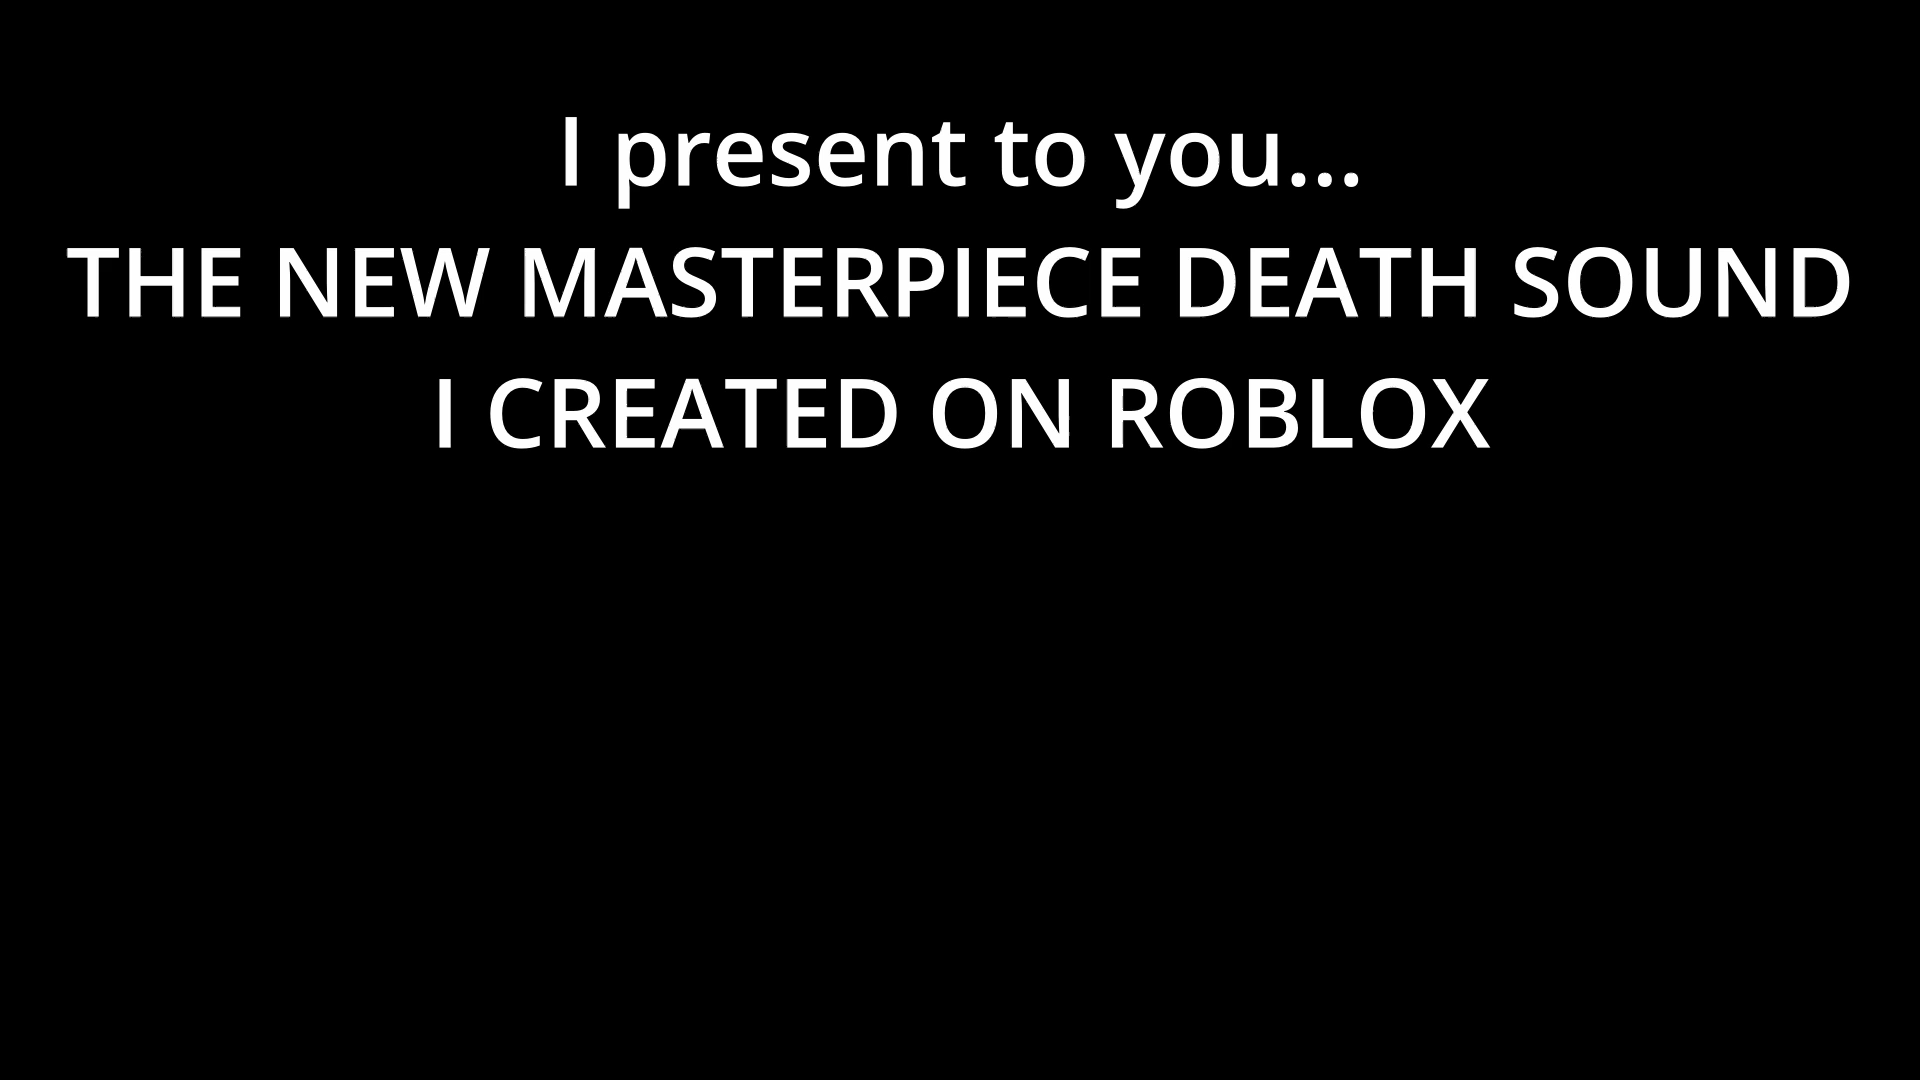 I present to you...
THE NEW MASTERPIECE DEATH SOUND
I CREATED ON ROBLOX